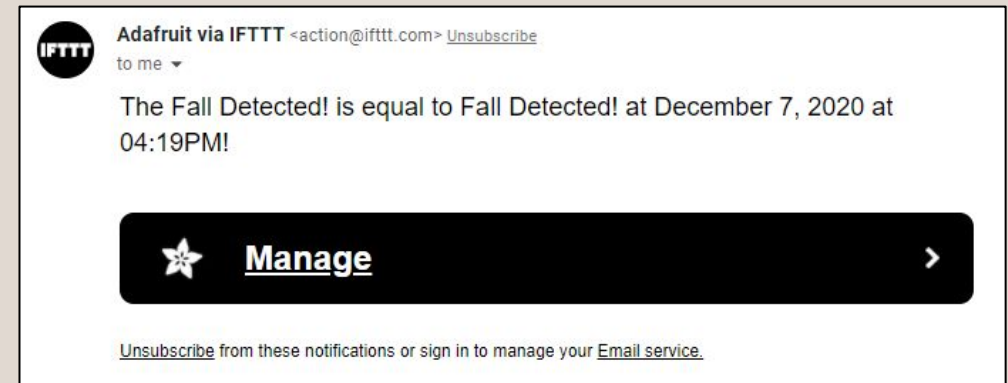 IFTTT
Adafruit via IFTTT <action@ifttt.com> Unsubscribe
to me
The Fall Detected! is equal to Fall Detected! at December 7, 2020 at
04:19PM!
Manage
Unsubscribe from these notifications or sign in to manage your Email service.